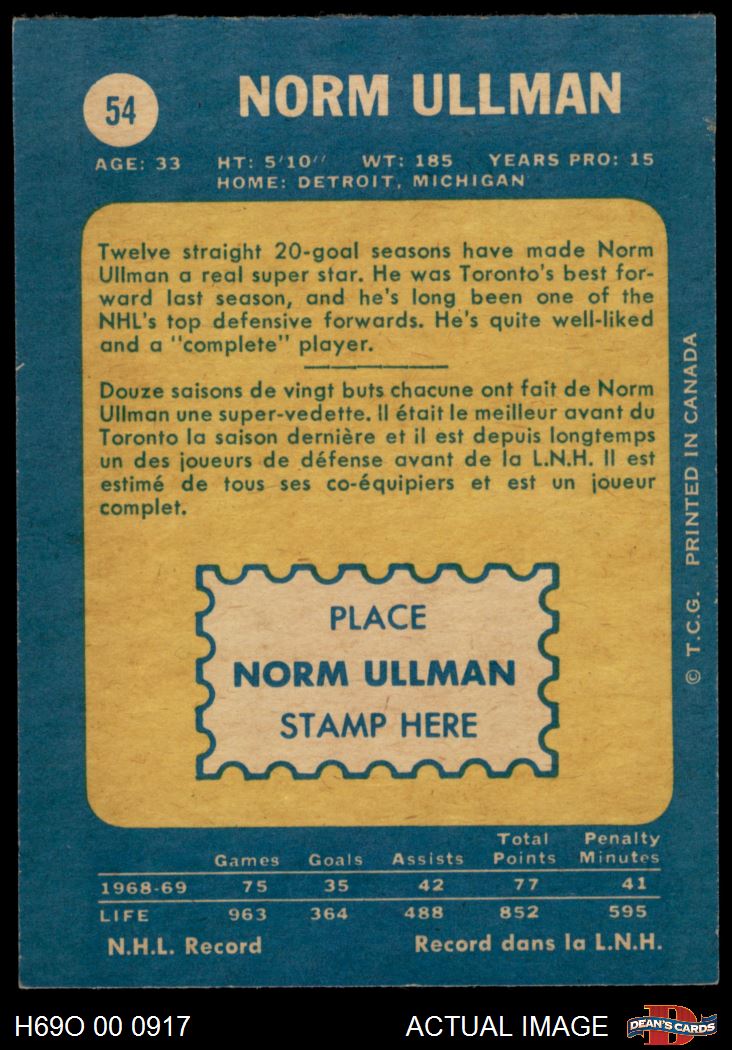 54
NORM ULLMAN
AGE: 33 HT: 5'10" WT: 185 YEARS PRO: 15
HOME: DETROIT, MICHIGAN
Twelve straight 20-goal seasons have made Norm
Ullman a real super star. He was Toronto's best for-
ward last season, and he's long been one of the
NHL's top defensive forwards. He's quite well-liked
and a "complete" player.
Douze saisons de vingt buts chacune ont fait de Norm
Ullman une super-vedette. Il était le meilleur avant du
Toronto la saison dernière et il est depuis longtemps
un des joueurs de défense avant de la L.N.H. Il est
estimé de tous ses co-équipiers et est un joueur
complet.
PLACE
NORM ULLMAN
STAMP HERE
© T.C.G. PRINTED IN CANADA
Games Goals Assists Total Points Penalty Minutes
1968-69 75 35 42 77 41
LIFE 963 364 488 852 595
N.H.L. Record Record dans la L.N.H.
H69O 00 0917 ACTUAL IMAGE D DEAN'S CARDS